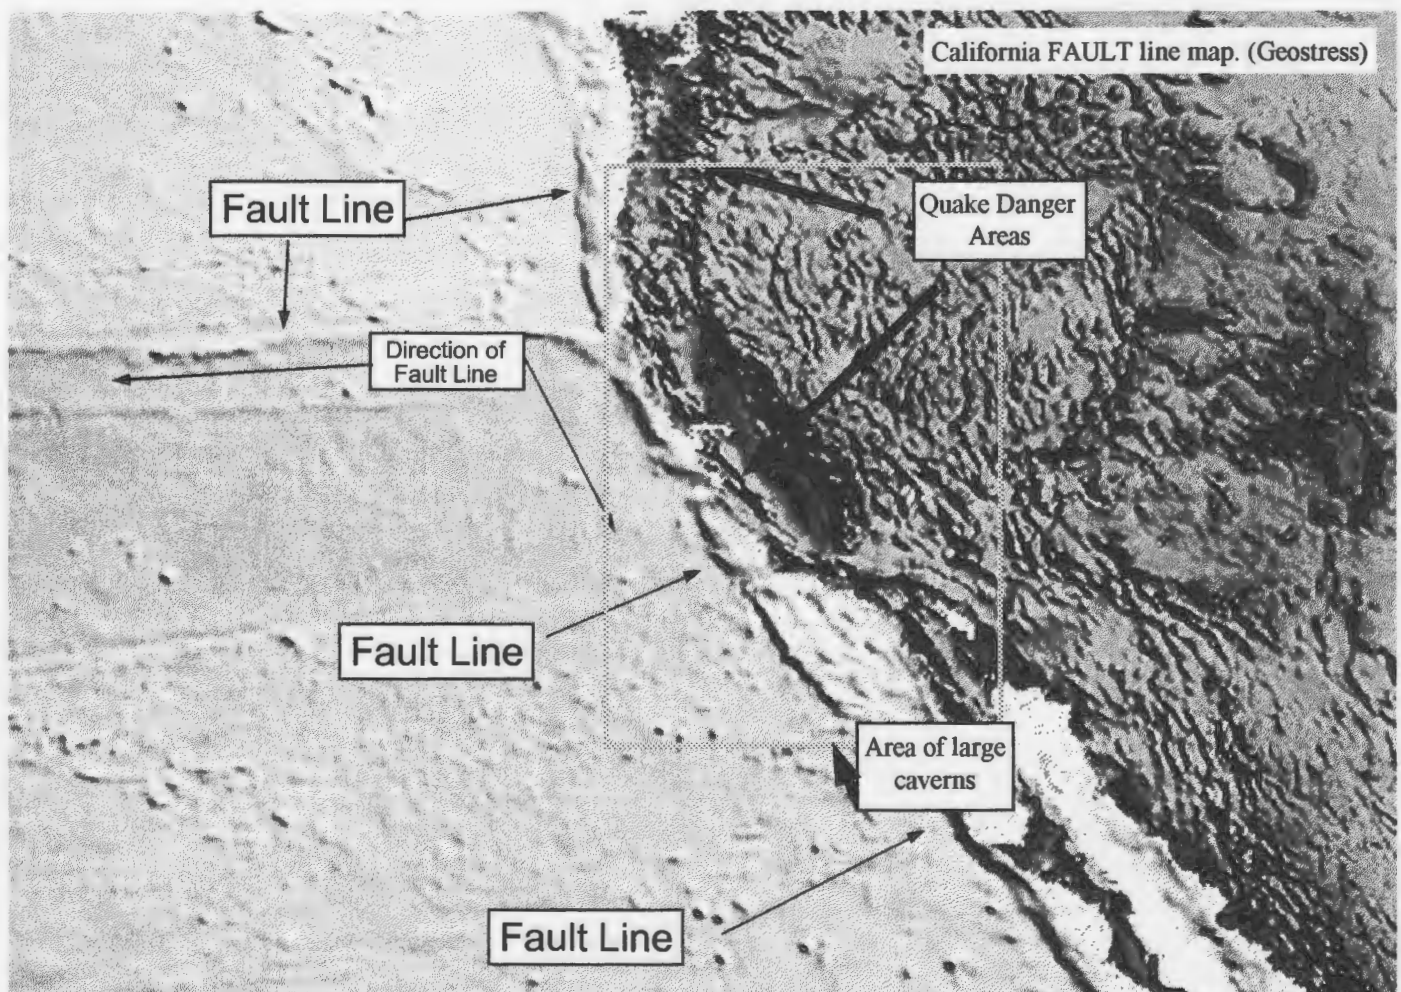 California FAULT line map. (Geostress)
Fault Line
Quake Danger
Areas
Direction of
Fault Line
Fault Line
Area of large
caverns
Fault Line